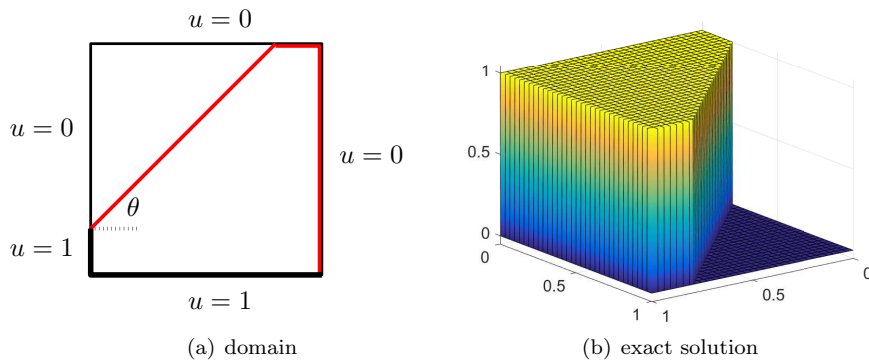 u = 0
u = 0
u = 0
θ
u = 1
u = 1
(a) domain
1
0.5
0
0
0.5
1
1
0.5
0
(b) exact solution